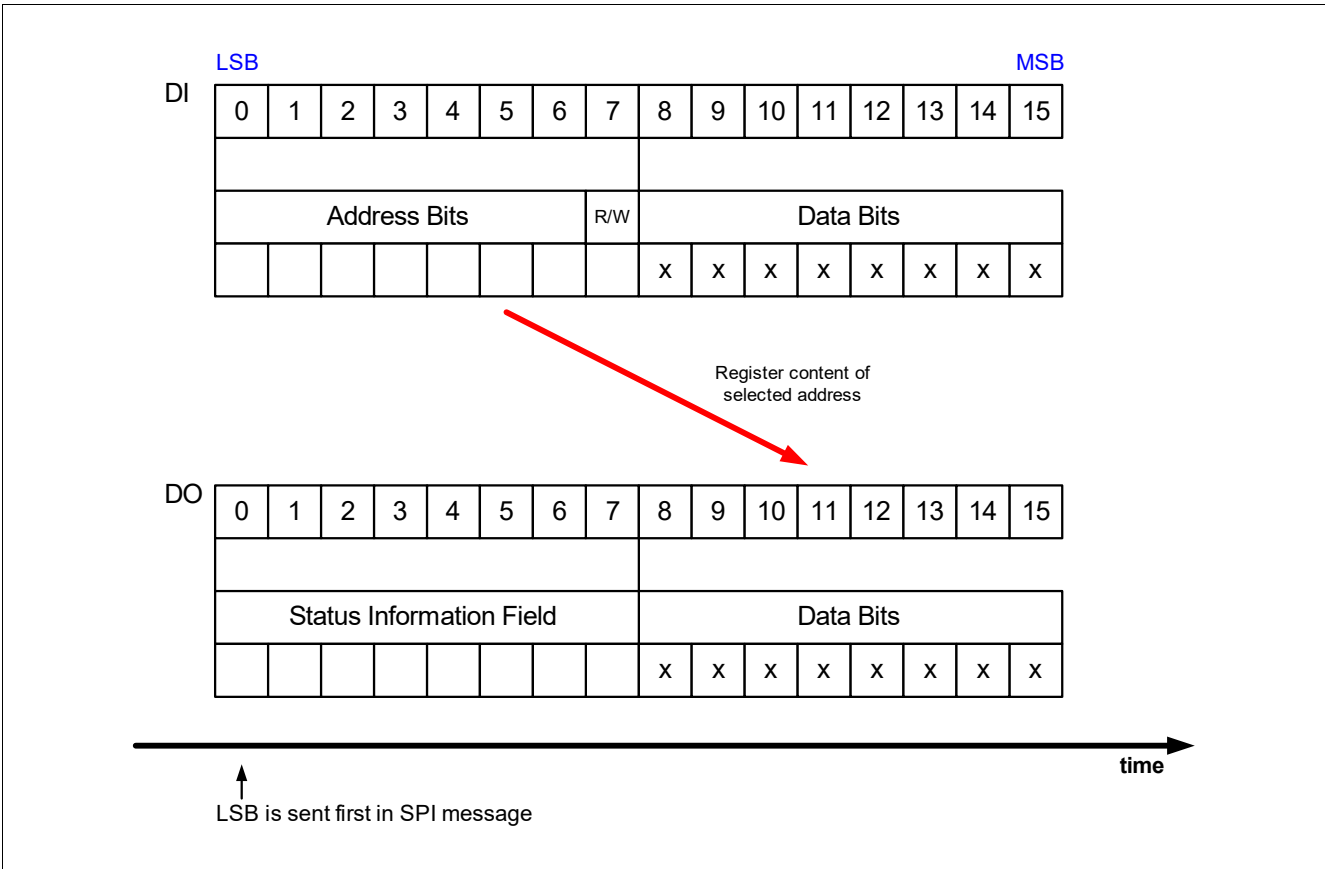 LSB MSB
DI
0 1 2 3 4 5 6 7 8 9 10 11 12 13 14 15
Address Bits R/W Data Bits
x x x x x x x x
Register content of
selected address
DO
0 1 2 3 4 5 6 7 8 9 10 11 12 13 14 15
Status Information Field Data Bits
x x x x x x x x
time
LSB is sent first in SPI message